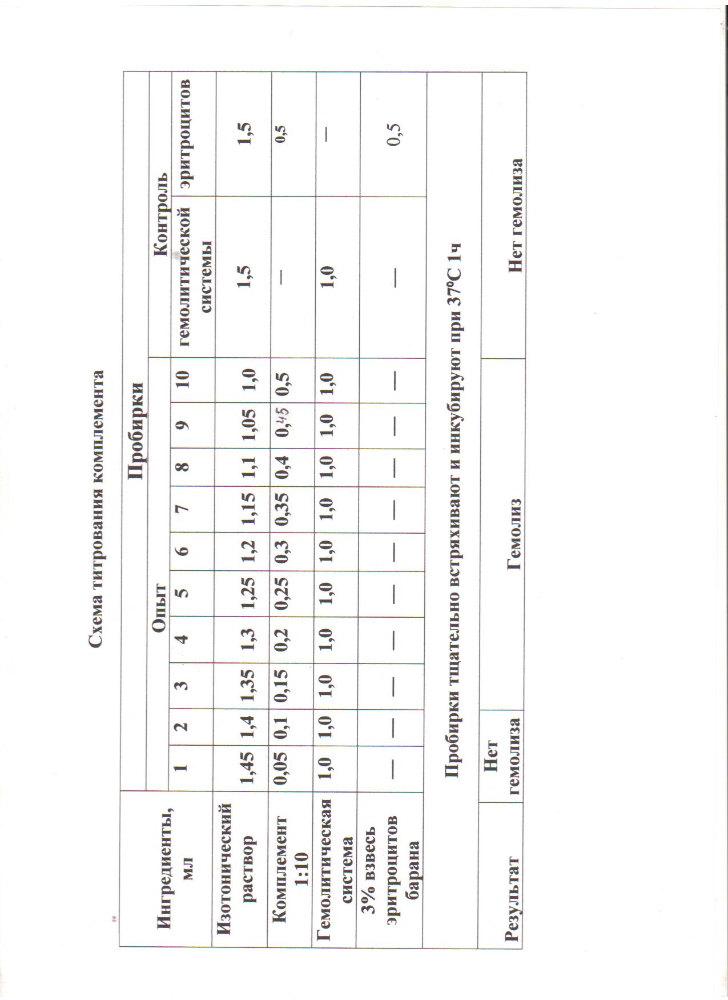 Схема титрования комплемента
Ингредиенты, мл Пробирки
Опыт Контроль
1 2 3 4 5 6 7 8 9 10 гемолитической системы эритроцитов
Изотонический раствор 1,45 1,4 1,35 1,3 1,25 1,2 1,15 1,1 1,05 1,0 1,5 1,5
Комплемент 1:10 0,05 0,1 0,15 0,2 0,25 0,3 0,35 0,4 0,45 0,5 — 0,5
Гемолитическая система 1,0 1,0 1,0 1,0 1,0 1,0 1,0 1,0 1,0 1,0 1,0 —
3% взвесь эритроцитов барана — — — — — — — — — — — 0,5
Пробирки тщательно встряхивают и инкубируют при 37⁰С 1ч
Результат Нет гемолиза Гемолиз Нет гемолиза